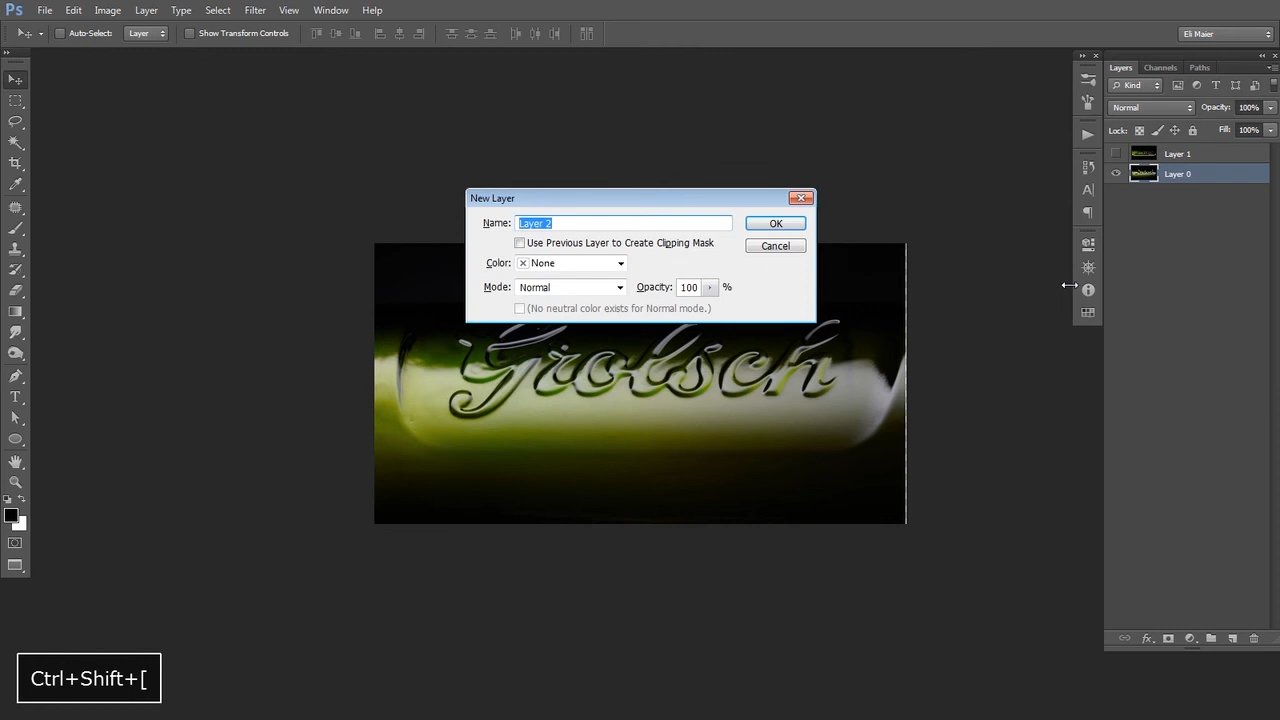 Ps File Edit Image Layer Type Select Filter View Window Help
Auto-Select: Layer Show Transform Controls Eli Maier
Layers Channels Paths
Kind
Normal Opacity: 100%
Lock: Fill: 100%
Layer 1
Layer 0
New Layer
Name: Layer 2 OK
Use Previous Layer to Create Clipping Mask Cancel
Color: None
Mode: Normal Opacity: 100 %
(No neutral color exists for Normal mode.)
Grolsch
Ctrl+Shift+[